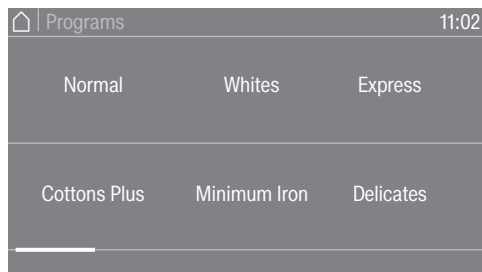 Programs 11:02
Normal Whites Express
Cottons Plus Minimum Iron Delicates